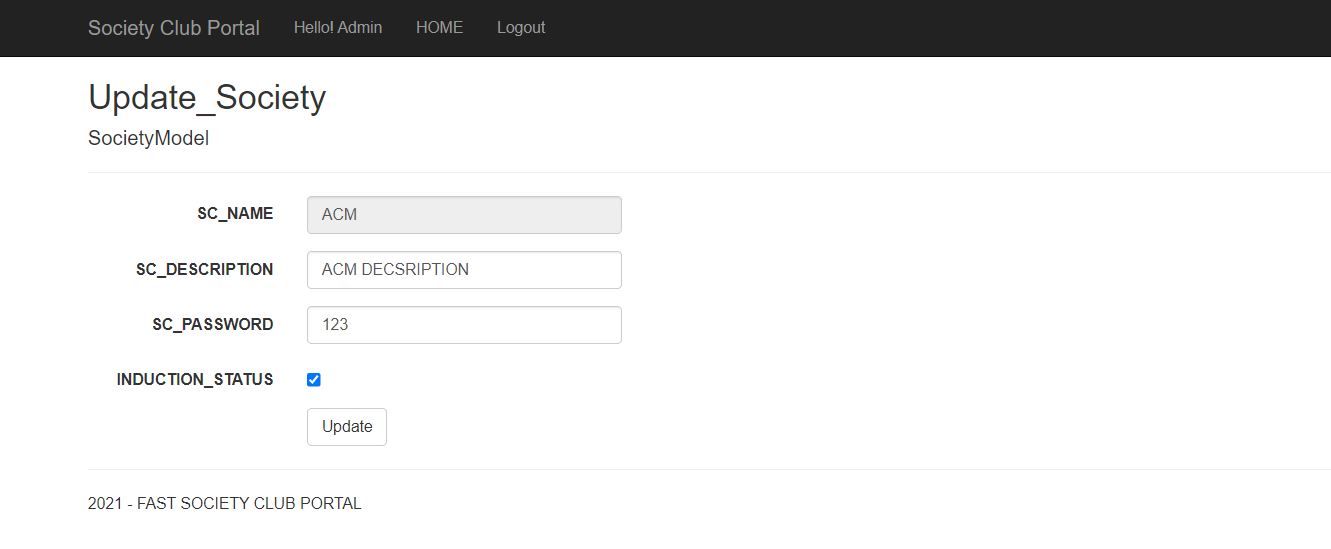 Society Club Portal Hello! Admin HOME Logout
Update_Society
SocietyModel
SC_NAME ACM
SC_DESCRIPTION ACM DECSRIPTION
SC_PASSWORD 123
INDUCTION_STATUS
Update
2021 - FAST SOCIETY CLUB PORTAL